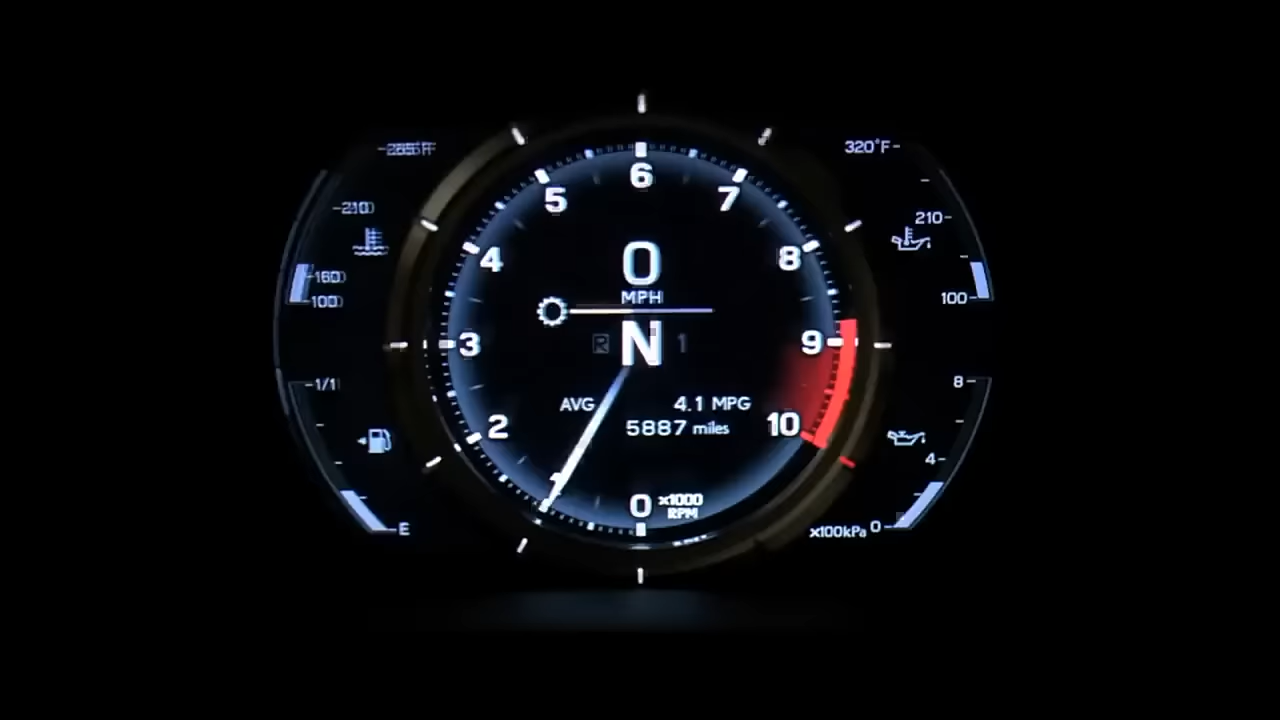 -285°F
-210
-160
-100
-1/1
E
6
5
7
4
8
3
9
2
10
0
x1000
RPM
0
MPH
R N 1
AVG 4.1 MPG
5887 miles
320°F-
210-
100-
8-
4-
x100kPa 0-